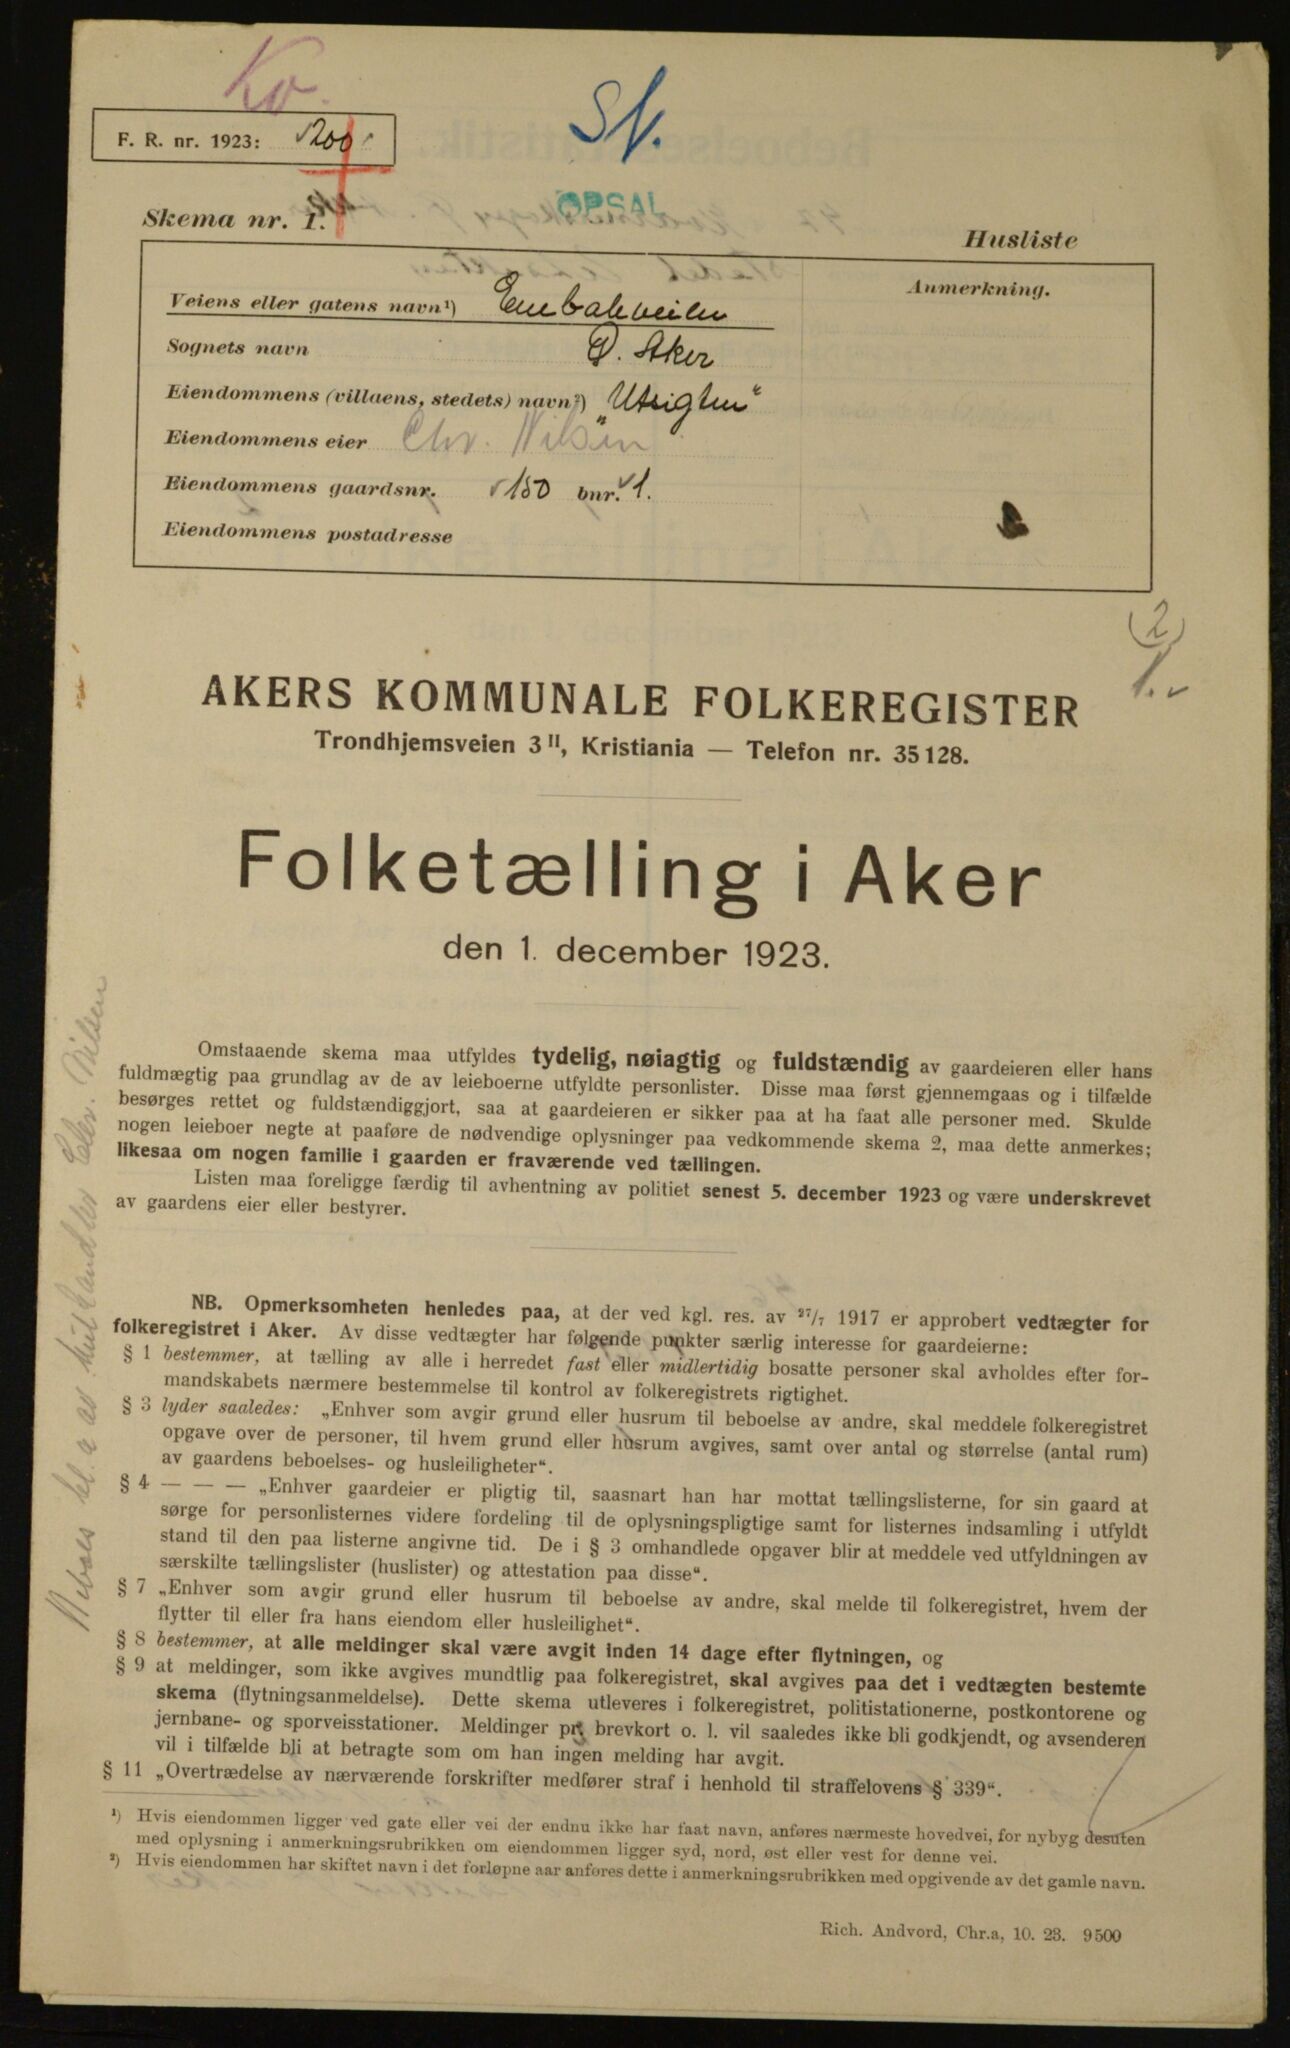 Kv.
Sk.
F. R. nr. 1923: 200
OPSAL
Skema nr. 1.
Husliste
Veiens eller gatens navn¹) Enebakveien
Anmerkning.
Sognets navn Ø. Aker
Eiendommens (villaens, stedets) navn²) „Utsigten“
Eiendommens eier Chr. Nilsen
Eiendommens gaardsnr. 150 bnr. 1.
Eiendommens postadresse
(2)
1.
AKERS KOMMUNALE FOLKEREGISTER
Trondhjemsveien 3 II, Kristiania — Telefon nr. 35128.
Folketælling i Aker
den 1. december 1923.
Omstaaende skema maa utfyldes tydelig, nøiagtig og fuldstændig av gaardeieren eller hans
fuldmægtig paa grundlag av de av leieboerne utfyldte personlister. Disse maa først gjennemgaas og i tilfælde
besørges rettet og fuldstændiggjort, saa at gaardeieren er sikker paa at ha faat alle personer med. Skulde
nogen leieboer negte at paaføre de nødvendige oplysninger paa vedkommende skema 2, maa dette anmerkes;
likesaa om nogen familie i gaarden er fraværende ved tællingen.
Listen maa foreligge færdig til avhentning av politiet senest 5. december 1923 og være underskrevet
av gaardens eier eller bestyrer.
NB. Opmerksomheten henledes paa, at der ved kgl. res. av 27/7 1917 er approbert vedtægter for
folkeregistret i Aker. Av disse vedtægter har følgende punkter særlig interesse for gaardeierne:
§ 1 bestemmer, at tælling av alle i herredet fast eller midlertidig bosatte personer skal avholdes efter for-
mandskabets nærmere bestemmelse til kontrol av folkeregistrets rigtighet.
§ 3 lyder saaledes: „Enhver som avgir grund eller husrum til beboelse av andre, skal meddele folkeregistret
opgave over de personer, til hvem grund eller husrum avgives, samt over antal og størrelse (antal rum)
av gaardens beboelses- og husleiligheter“.
§ 4 — — — „Enhver gaardeier er pligtig til, saasnart han har mottat tællingslisterne, for sin gaard at
sørge for personlisternes videre fordeling til de oplysningspligtige samt for listernes indsamling i utfyldt
stand til den paa listerne angivne tid. De i § 3 omhandlede opgaver blir at meddele ved utfyldningen av
særskilte tællingslister (huslister) og attestation paa disse“.
§ 7 „Enhver som avgir grund eller husrum til beboelse av andre, skal melde til folkeregistret, hvem der
flytter til eller fra hans eiendom eller husleilighet“.
§ 8 bestemmer, at alle meldinger skal være avgit inden 14 dage efter flytningen, og
§ 9 at meldinger, som ikke avgives mundtlig paa folkeregistret, skal avgives paa det i vedtægten bestemte
skema (flytningsanmeldelse). Dette skema utleveres i folkeregistret, politistationerne, postkontorene og
jernbane- og sporveisstationer. Meldinger pr. brevkort o. l. vil saaledes ikke bli godkjendt, og avsenderen
vil i tilfælde bli at betragte som om han ingen melding har avgit.
§ 11 „Overtrædelse av nærværende forskrifter medfører straf i henhold til straffelovens § 339“.
¹) Hvis eiendommen ligger ved gate eller vei der endnu ikke har faat navn, anføres nærmeste hovedvei, for nybyg desuten
med oplysning i anmerkningsrubrikken om eiendommen ligger syd, nord, øst eller vest for denne vei.
²) Hvis eiendommen har skiftet navn i det forløpne aar anføres dette i anmerkningsrubrikken med opgivende av det gamle navn.
Rich. Andvord, Chr.a, 10. 23. 9500
av Chr. Nilsen